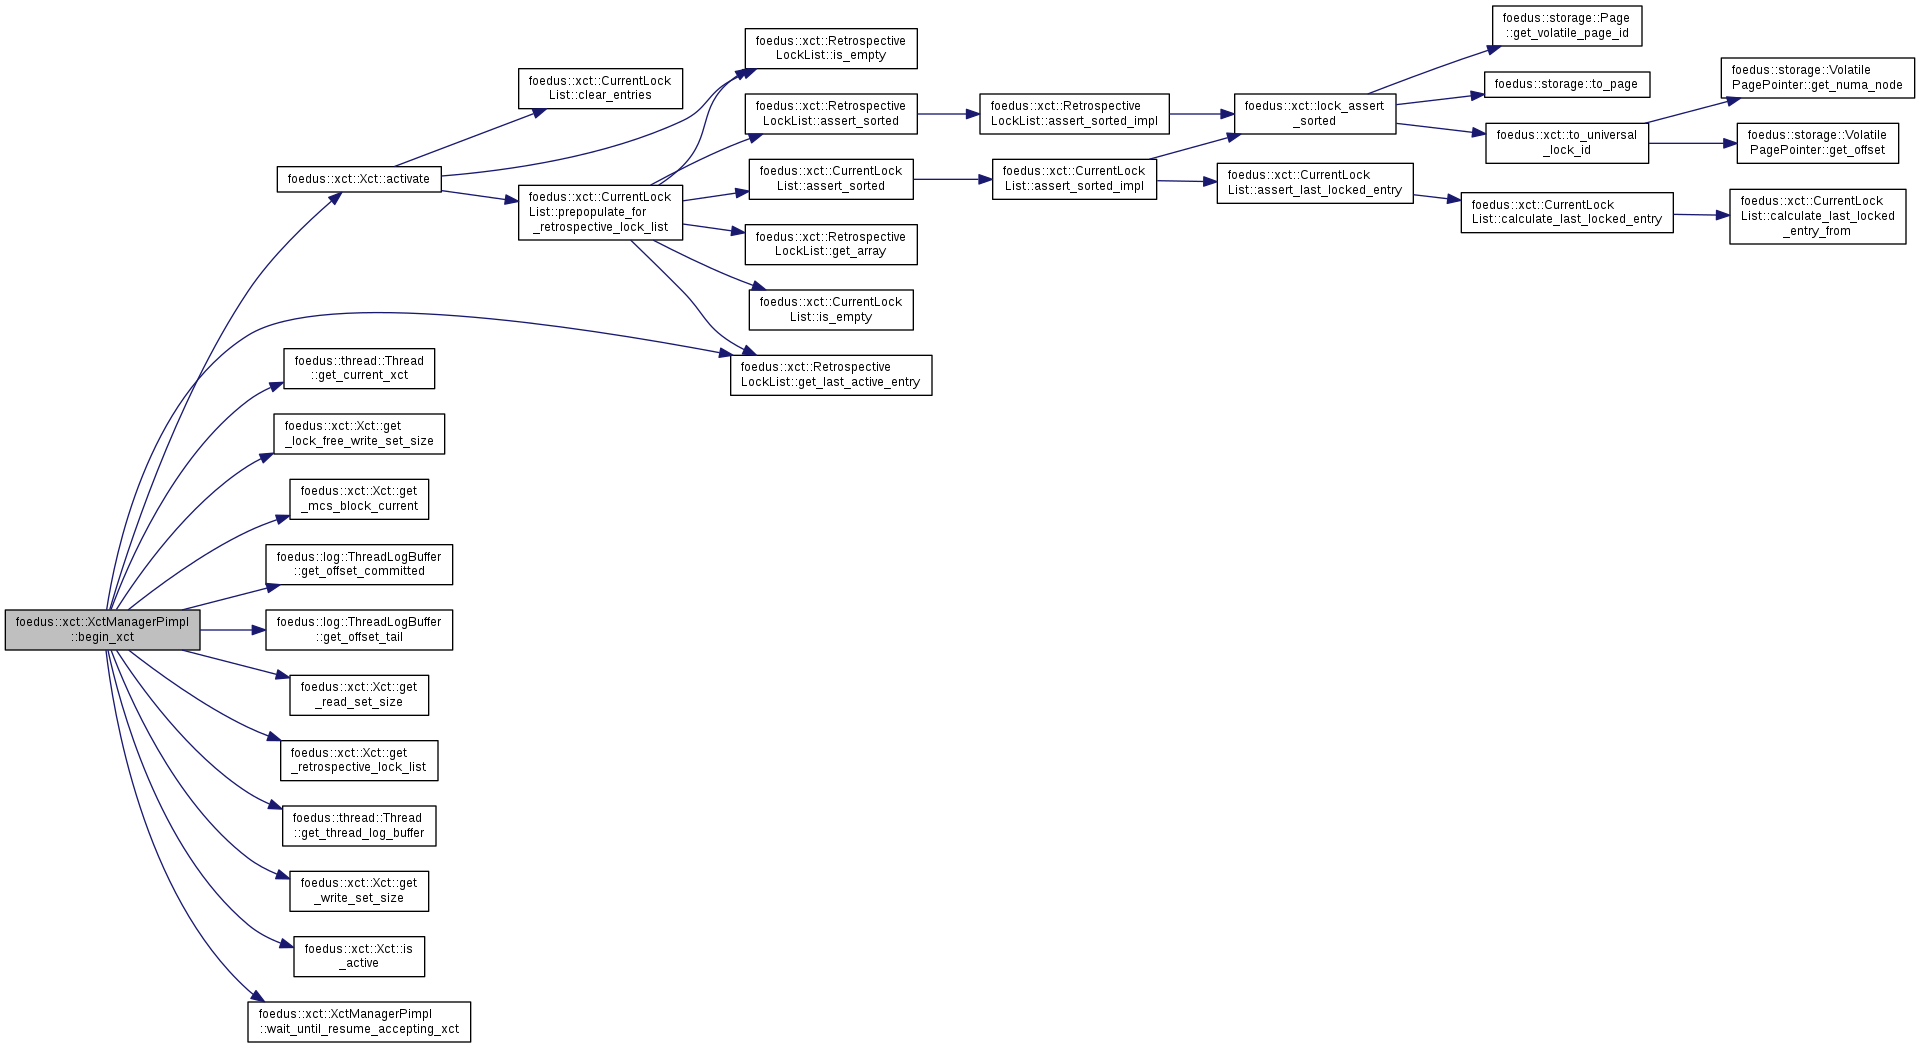 foedus::xct::XctManagerPimpl
::begin_xct
foedus::xct::Xct::activate
foedus::xct::CurrentLock
List::clear_entries
foedus::xct::Retrospective
LockList::is_empty
foedus::xct::CurrentLock
List::prepopulate_for
_retrospective_lock_list
foedus::xct::Retrospective
LockList::assert_sorted
foedus::xct::Retrospective
LockList::assert_sorted_impl
foedus::xct::lock_assert
_sorted
foedus::storage::Page
::get_volatile_page_id
foedus::storage::to_page
foedus::xct::to_universal
_lock_id
foedus::storage::Volatile
PagePointer::get_numa_node
foedus::storage::Volatile
PagePointer::get_offset
foedus::xct::CurrentLock
List::assert_sorted
foedus::xct::CurrentLock
List::assert_sorted_impl
foedus::xct::CurrentLock
List::assert_last_locked_entry
foedus::xct::CurrentLock
List::calculate_last_locked_entry
foedus::xct::CurrentLock
List::calculate_last_locked
_entry_from
foedus::xct::Retrospective
LockList::get_array
foedus::xct::CurrentLock
List::is_empty
foedus::xct::Retrospective
LockList::get_last_active_entry
foedus::thread::Thread
::get_current_xct
foedus::xct::Xct::get
_lock_free_write_set_size
foedus::xct::Xct::get
_mcs_block_current
foedus::log::ThreadLogBuffer
::get_offset_committed
foedus::log::ThreadLogBuffer
::get_offset_tail
foedus::xct::Xct::get
_read_set_size
foedus::xct::Xct::get
_retrospective_lock_list
foedus::thread::Thread
::get_thread_log_buffer
foedus::xct::Xct::get
_write_set_size
foedus::xct::Xct::is
_active
foedus::xct::XctManagerPimpl
::wait_until_resume_accepting_xct